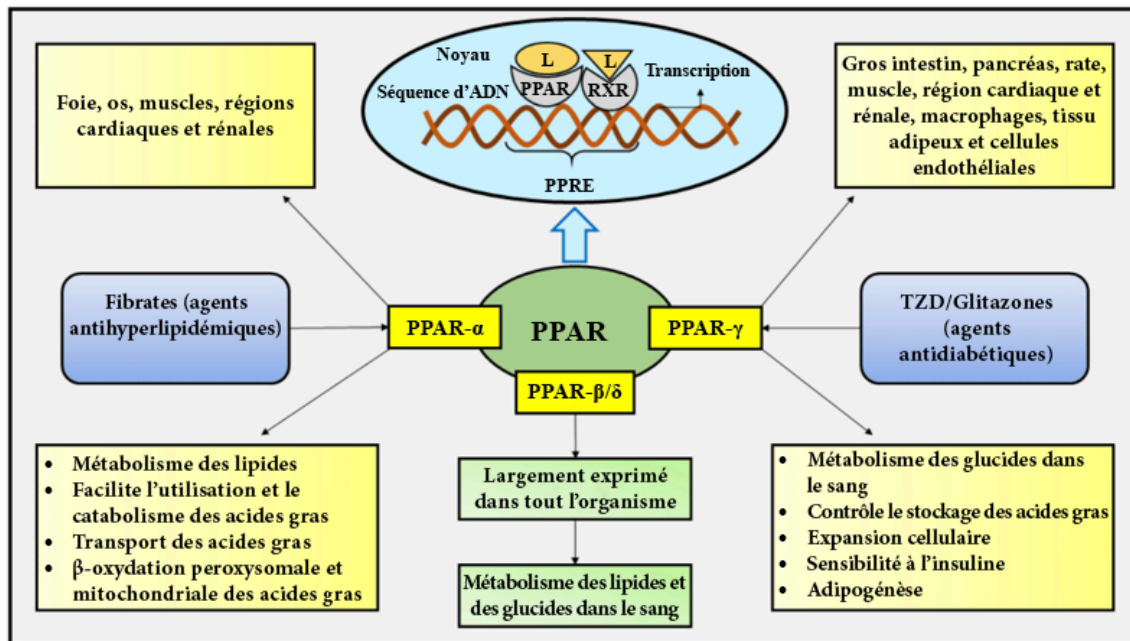 Foie, os, muscles, régions
cardiaques et rénales
Noyau
L
L
Transcription
Séquence d'ADN
PPAR
RXR
PPRE
Gros intestin, pancréas, rate,
muscle, région cardiaque et
rénale, macrophages, tissu
adipeux et cellules
endothéliales
Fibrates (agents
antihyperlipidémiques)
PPAR-α
PPAR
PPAR-γ
PPAR-β/δ
TZD/Glitazones
(agents
antidiabétiques)
• Métabolisme des lipides
• Facilite l'utilisation et le
catabolisme des acides gras
• Transport des acides gras
• β-oxydation peroxysomale et
mitochondriale des acides gras
Largement exprimé
dans tout l'organisme
Métabolisme des lipides et
des glucides dans le sang
• Métabolisme des glucides dans
le sang
• Contrôle le stockage des acides gras
• Expansion cellulaire
• Sensibilité à l'insuline
• Adipogénèse